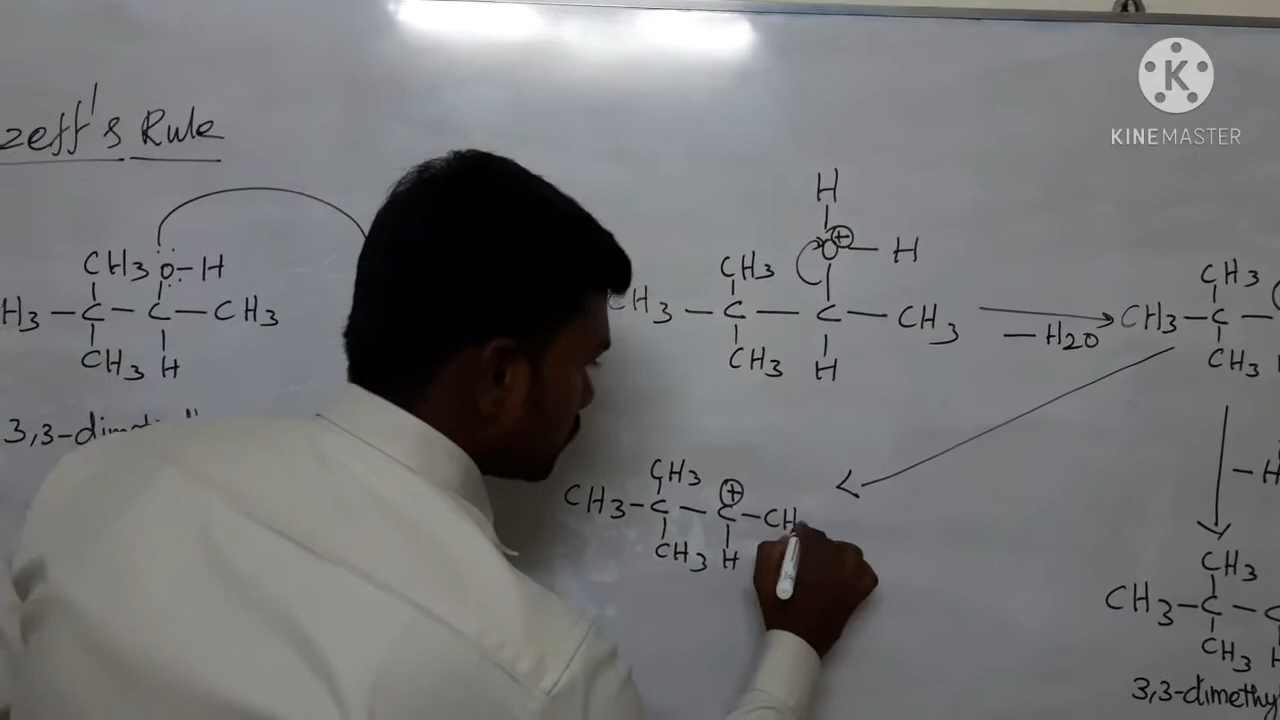 zeff's Rule
KINEMASTER
H
CH3 O-H
H3 - C - C - CH3
CH3 H
3,3-dim
H
O ⊕ - H
CH3
CH3 - C - C - CH3
CH3 H
- H2O
CH3
CH3 - C -
CH3
CH3 ⊕
CH3 - C - C - CH
CH3 H
- H
CH3
CH3 - C - C
CH3 H
3,3-dimethy